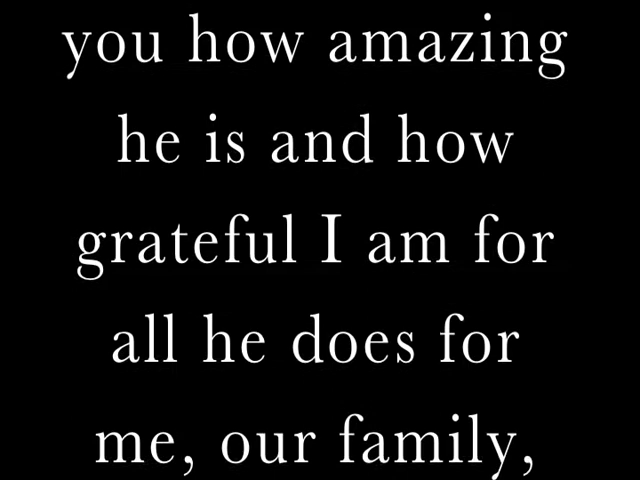 you how amazing
he is and how
grateful I am for
all he does for
me, our family,